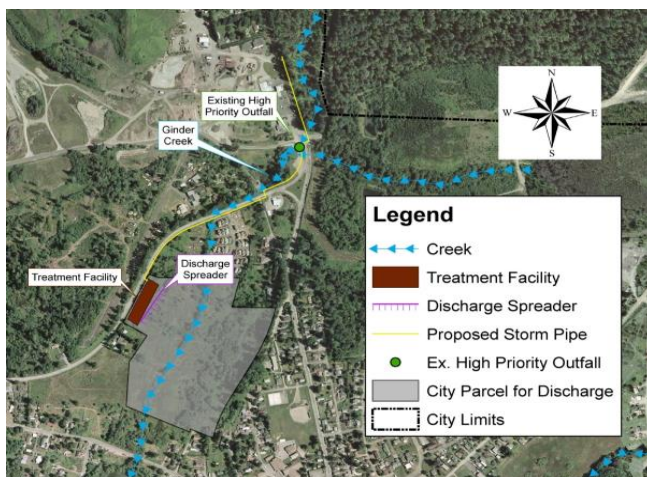 Existing High
Priority Outfall
Ginder
Creek
Treatment Facility
Discharge
Spreader
N
W
E
S
Legend
Creek
Treatment Facility
Discharge Spreader
Proposed Storm Pipe
Ex. High Priority Outfall
City Parcel for Discharge
City Limits